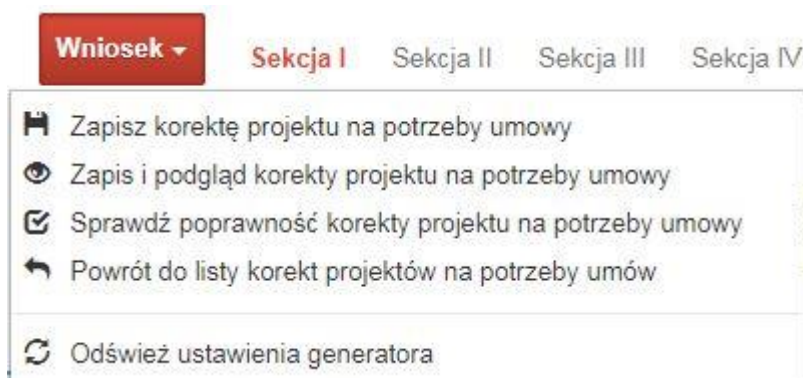 Wniosek Sekcja I Sekcja II Sekcja III Sekcja IV
Zapisz korektę projektu na potrzeby umowy
Zapis i podgląd korekty projektu na potrzeby umowy
Sprawdź poprawność korekty projektu na potrzeby umowy
Powrót do listy korekt projektów na potrzeby umów
Odśwież ustawienia generatora